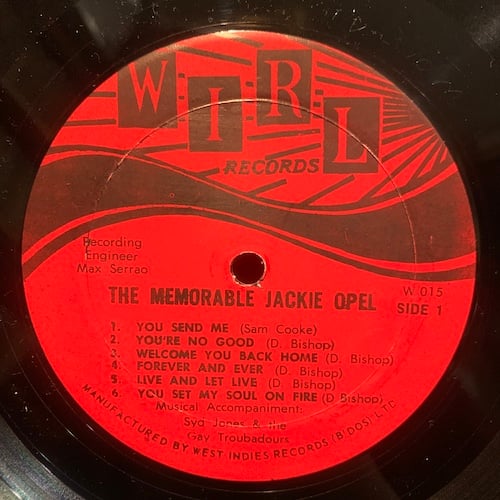 WIRL
RECORDS
Recording
Engineer
Max Serrao
W 015
SIDE 1
THE MEMORABLE JACKIE OPEL
1. YOU SEND ME (Sam Cooke)
2. YOU'RE NO GOOD (D. Bishop)
3. WELCOME YOU BACK HOME (D. Bishop)
4. FOREVER AND EVER (D. Bishop)
5. LIVE AND LET LIVE (D. Bishop)
6. YOU SET MY SOUL ON FIRE (D Bishop)
Musical Accompaniment:
Syd Jones & the
Gay Troubadours
MANUFACTURED BY WEST INDIES RECORDS (B'DOS) LTD